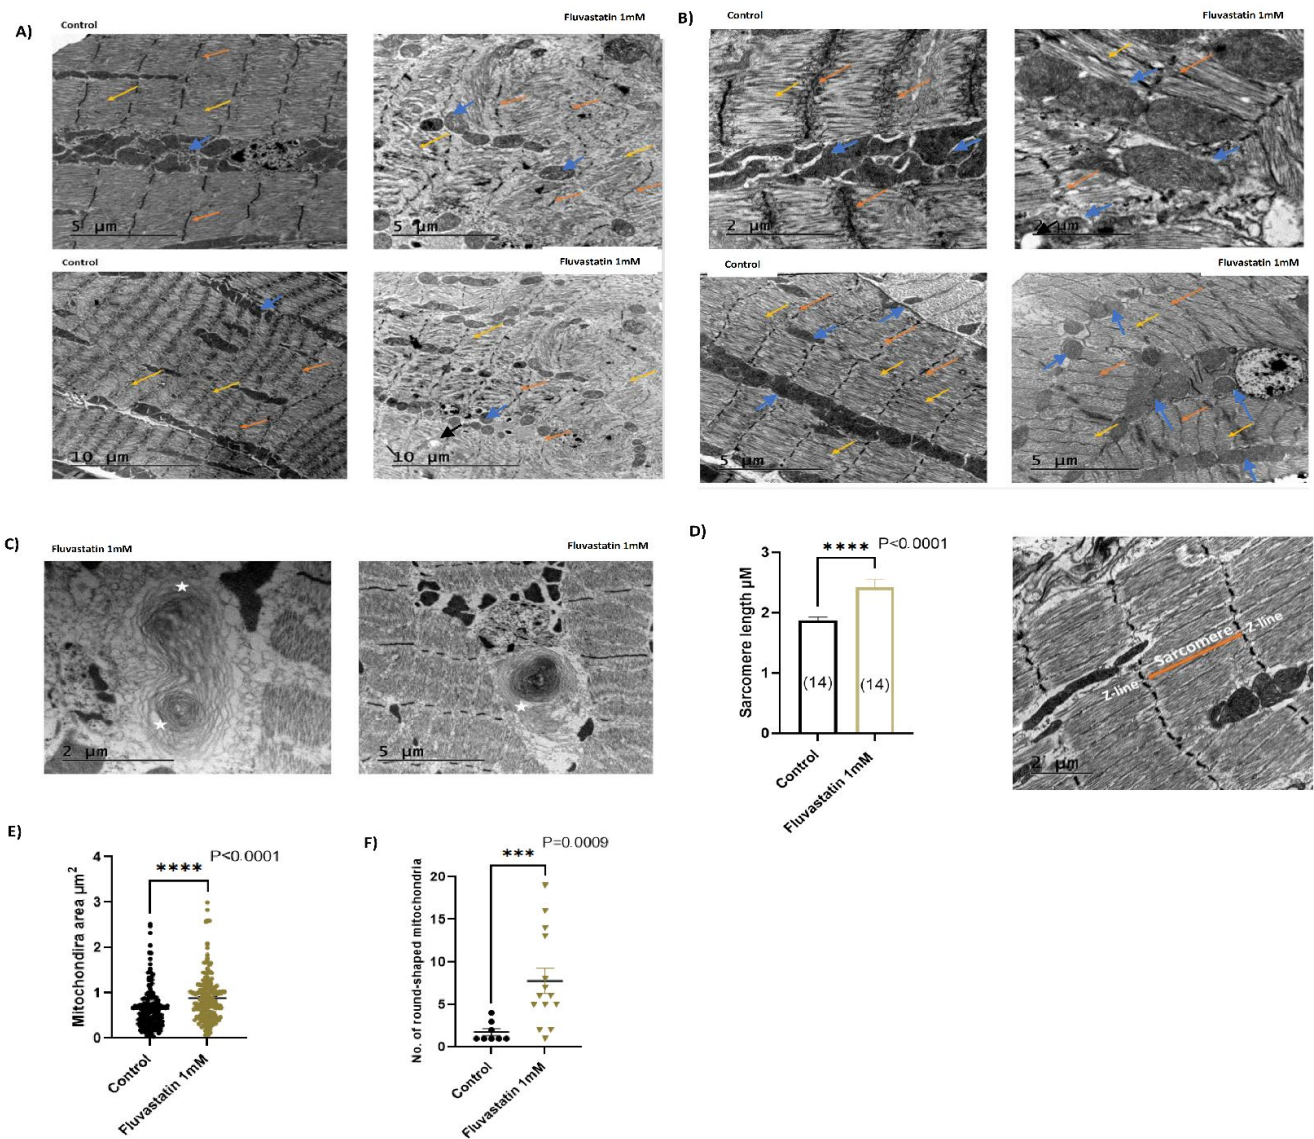 A)
Control
Fluvastatin 1mM
5 µm
5 µm
Control
Fluvastatin 1mM
10 µm
10 µm
B)
Control
Fluvastatin 1mM
2 µm
2 µm
Control
Fluvastatin 1mM
5 µm
5 µm
C)
Fluvastatin 1mM
Fluvastatin 1mM
2 µm
5 µm
D)
**** P<0.0001
Sarcomere length µM
3
2
1
0
(14)
(14)
Control
Fluvastatin 1mM
Sarcomere
Z-line
Z-line
2 µm
E)
**** P<0.0001
Mitochondira area µm²
4
3
2
1
0
Control
Fluvastatin 1mM
F)
*** P=0.0009
No. of round-shaped mitochondria
20
15
10
5
0
Control
Fluvastatin 1mM